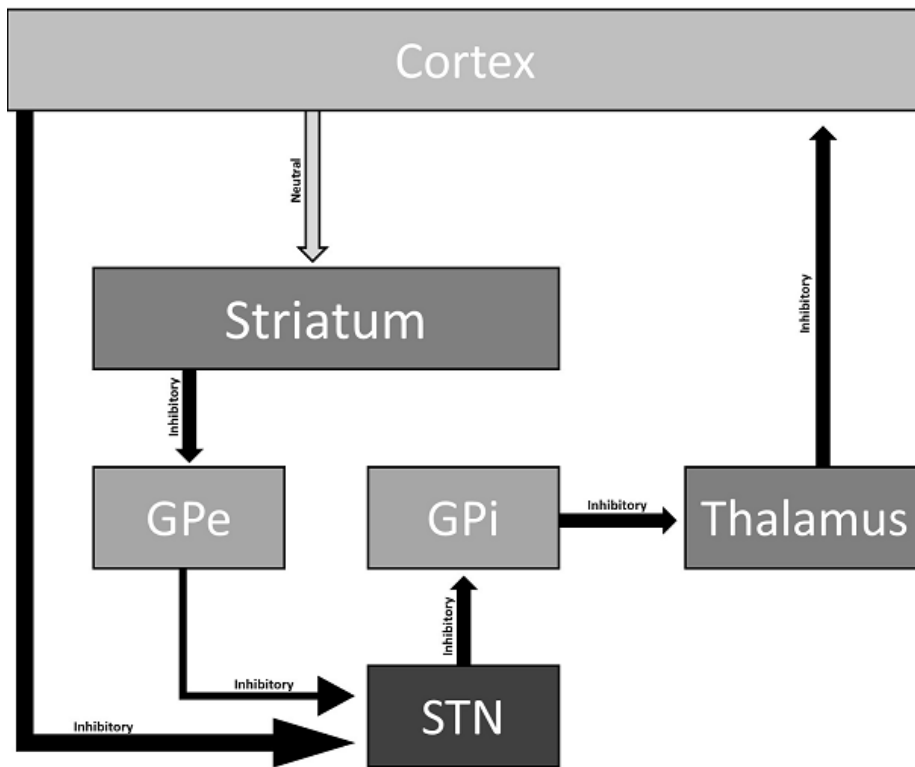 Cortex
Neutral
Inhibitory
Striatum
Inhibitory
GPe
GPi
Inhibitory
Thalamus
Inhibitory
Inhibitory
STN
Inhibitory